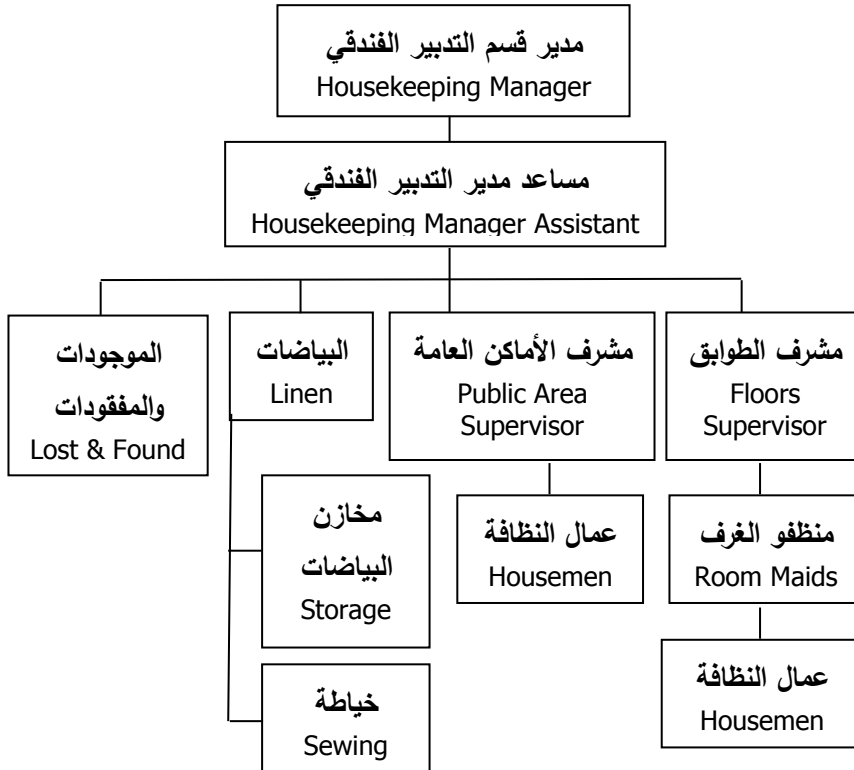 مدير قسم التدبير الفندقي
Housekeeping Manager
مساعد مدير التدبير الفندقي
Housekeeping Manager Assistant
مشرف الطوابق
Floors
Supervisor
مشرف الأماكن العامة
Public Area
Supervisor
البياضات
Linen
الموجودات
والمفقودات
Lost & Found
منظفو الغرف
Room Maids
عمال النظافة
Housemen
مخازن
البياضات
Storage
عمال النظافة
Housemen
خياطة
Sewing